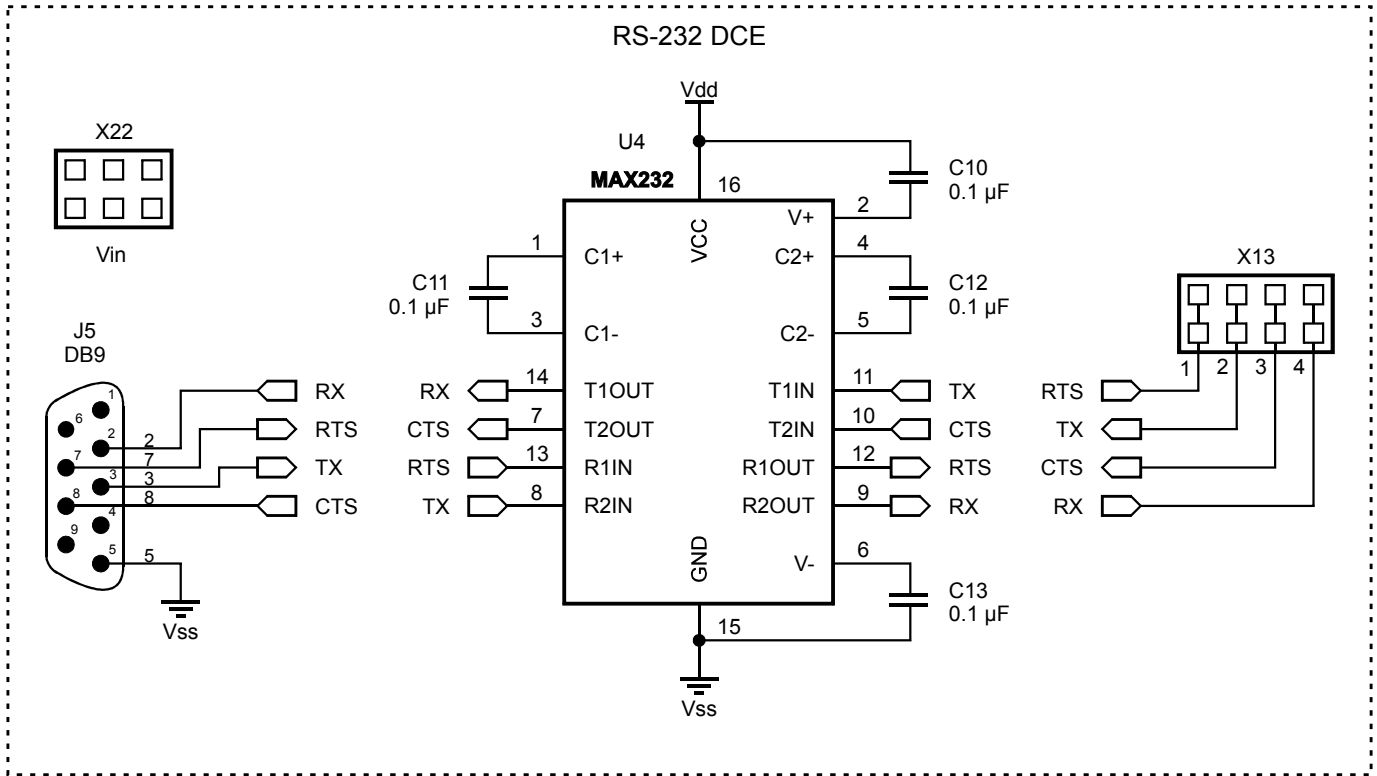 RS-232 DCE
Vdd
X22
Vin
U4
MAX232
16
VCC
C10
0.1 µF
V+
2
1
C1+
C2+
4
C11
0.1 µF
C12
0.1 µF
3
C1-
C2-
5
X13
1 2 3 4
J5
DB9
1
6
2
7
3
8
4
9
5
2
7
3
8
5
Vss
RX
RTS
TX
CTS
RX 14 T1OUT T1IN 11 TX
CTS 7 T2OUT T2IN 10 CTS
RTS 13 R1IN R1OUT 12 RTS
TX 8 R2IN R2OUT 9 RX
RTS
TX
CTS
RX
GND
V-
6
C13
0.1 µF
15
Vss